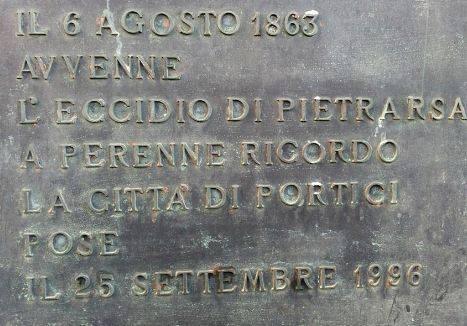 IL 6 AGOSTO 1863
AVVENNE
L'ECCIDIO DI PIETRARSA
A PERENNE RICORDO
LA CITTÀ DI PORTICI
POSE
IL 25 SETTEMBRE 1996